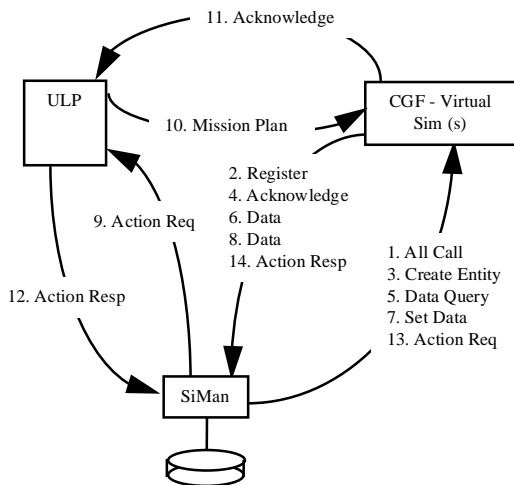 11. Acknowledge
ULP
CGF - Virtual
Sim (s)
10. Mission Plan
2. Register
4. Acknowledge
6. Data
8. Data
14. Action Resp
9. Action Req
1. All Call
3. Create Entity
5. Data Query
7. Set Data
13. Action Req
12. Action Resp
SiMan